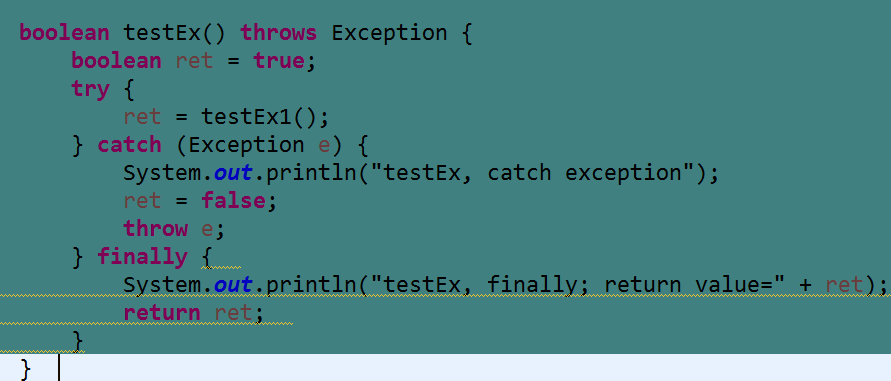 boolean testEx() throws Exception {
    boolean ret = true;
    try {
        ret = testEx1();
    } catch (Exception e) {
        System.out.println("testEx, catch exception");
        ret = false;
        throw e;
    } finally {
        System.out.println("testEx, finally; return value=" + ret);
        return ret;
    }
}